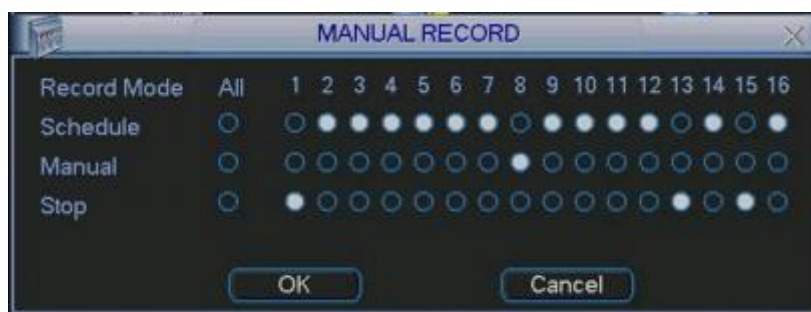 MANUAL RECORD
Record Mode All 1 2 3 4 5 6 7 8 9 10 11 12 13 14 15 16
Schedule
Manual
Stop
OK Cancel